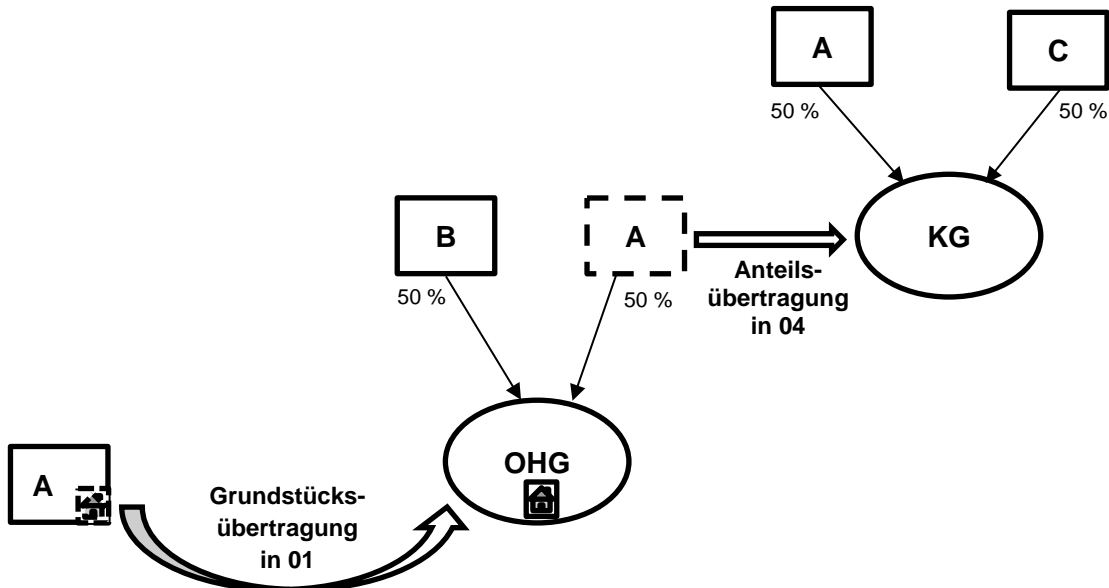 A
C
50 %
50 %
B
A
KG
50 %
50 %
Anteils-
übertragung
in 04
OHG
A
Grundstücks-
übertragung
in 01